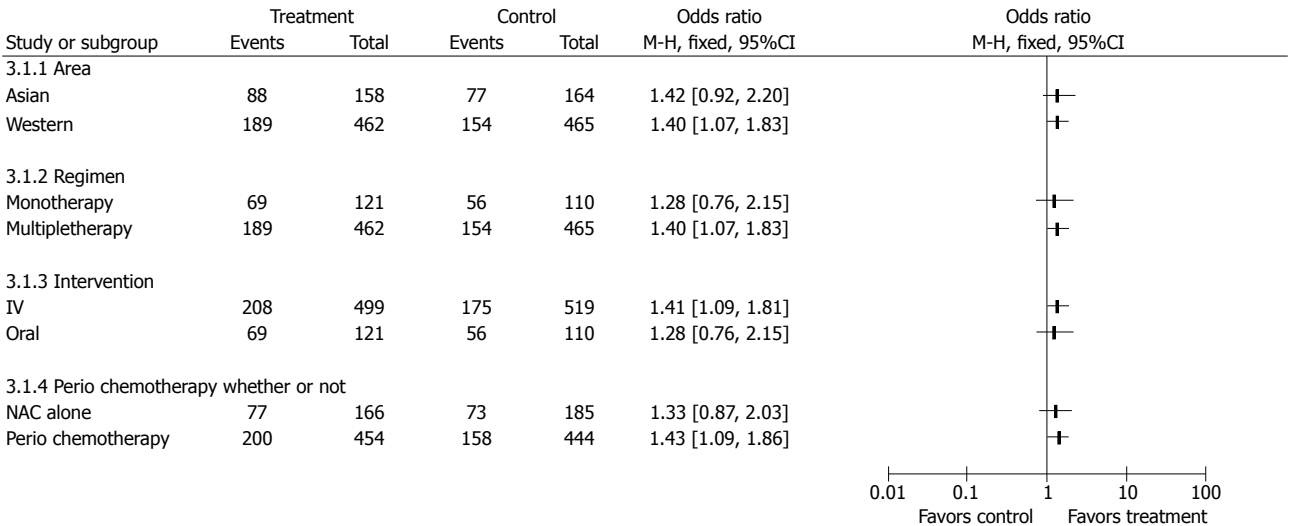 Treatment Control Odds ratio Odds ratio
Study or subgroup Events Total Events Total M-H, fixed, 95%CI M-H, fixed, 95%CI
3.1.1 Area
Asian 88 158 77 164 1.42 [0.92, 2.20]
Western 189 462 154 465 1.40 [1.07, 1.83]
3.1.2 Regimen
Monotherapy 69 121 56 110 1.28 [0.76, 2.15]
Multipletherapy 189 462 154 465 1.40 [1.07, 1.83]
3.1.3 Intervention
IV 208 499 175 519 1.41 [1.09, 1.81]
Oral 69 121 56 110 1.28 [0.76, 2.15]
3.1.4 Perio chemotherapy whether or not
NAC alone 77 166 73 185 1.33 [0.87, 2.03]
Perio chemotherapy 200 454 158 444 1.43 [1.09, 1.86]
0.01 0.1 1 10 100
Favors control Favors treatment